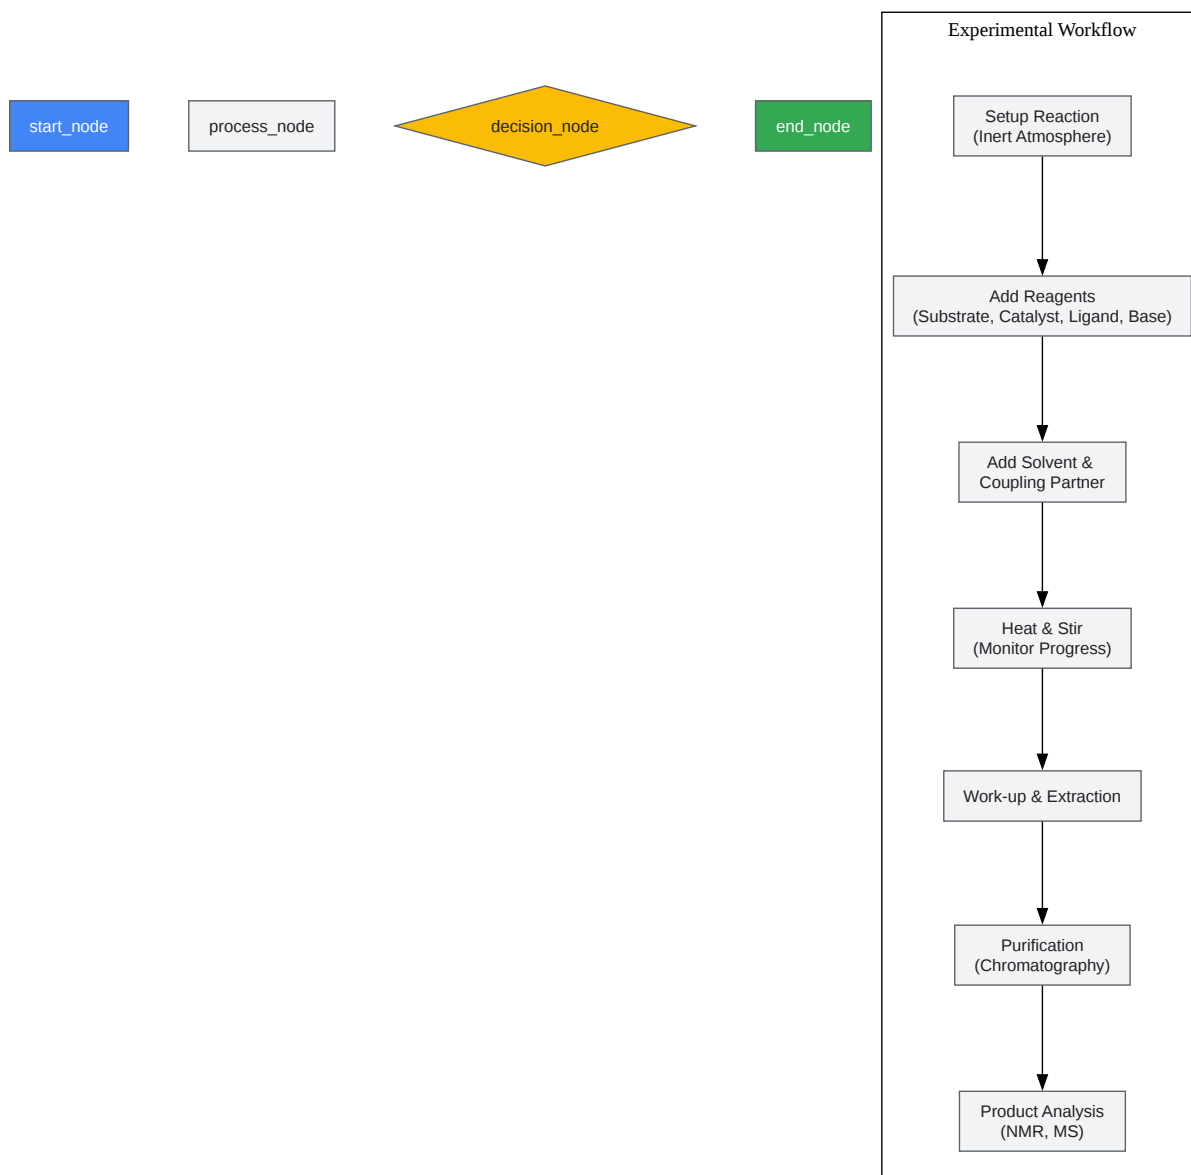 Experimental Workflow
start_node
process_node
decision_node
end_node
Setup Reaction
(Inert Atmosphere)
Add Reagents
(Substrate, Catalyst, Ligand, Base)
Add Solvent &
Coupling Partner
Heat & Stir
(Monitor Progress)
Work-up & Extraction
Purification
(Chromatography)
Product Analysis
(NMR, MS)